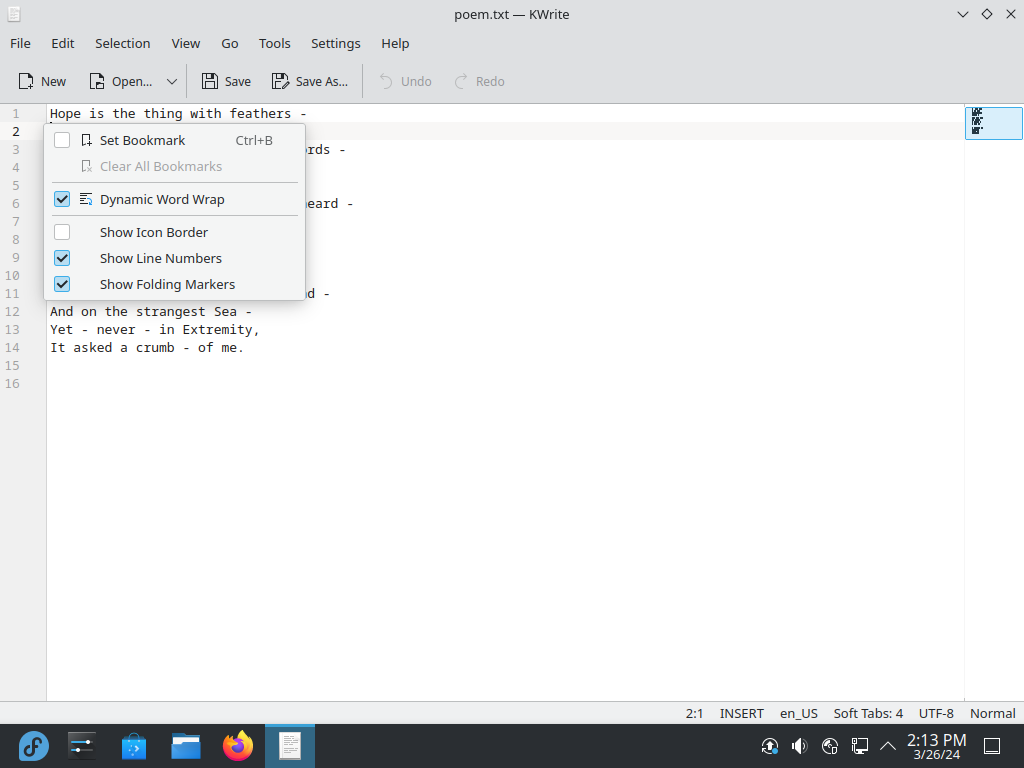 poem.txt — KWrite
File Edit Selection View Go Tools Settings Help
New Open... Save Save As... Undo Redo
1 Hope is the thing with feathers -
2
Set Bookmark Ctrl+B
3 rds -
4
Clear All Bookmarks
5
Dynamic Word Wrap
6 eard -
7
8
Show Icon Border
9
Show Line Numbers
10
Show Folding Markers
11 d -
12 And on the strangest Sea -
13 Yet - never - in Extremity,
14 It asked a crumb - of me.
15
16
2:1 INSERT en_US Soft Tabs: 4 UTF-8 Normal
2:13 PM
3/26/24